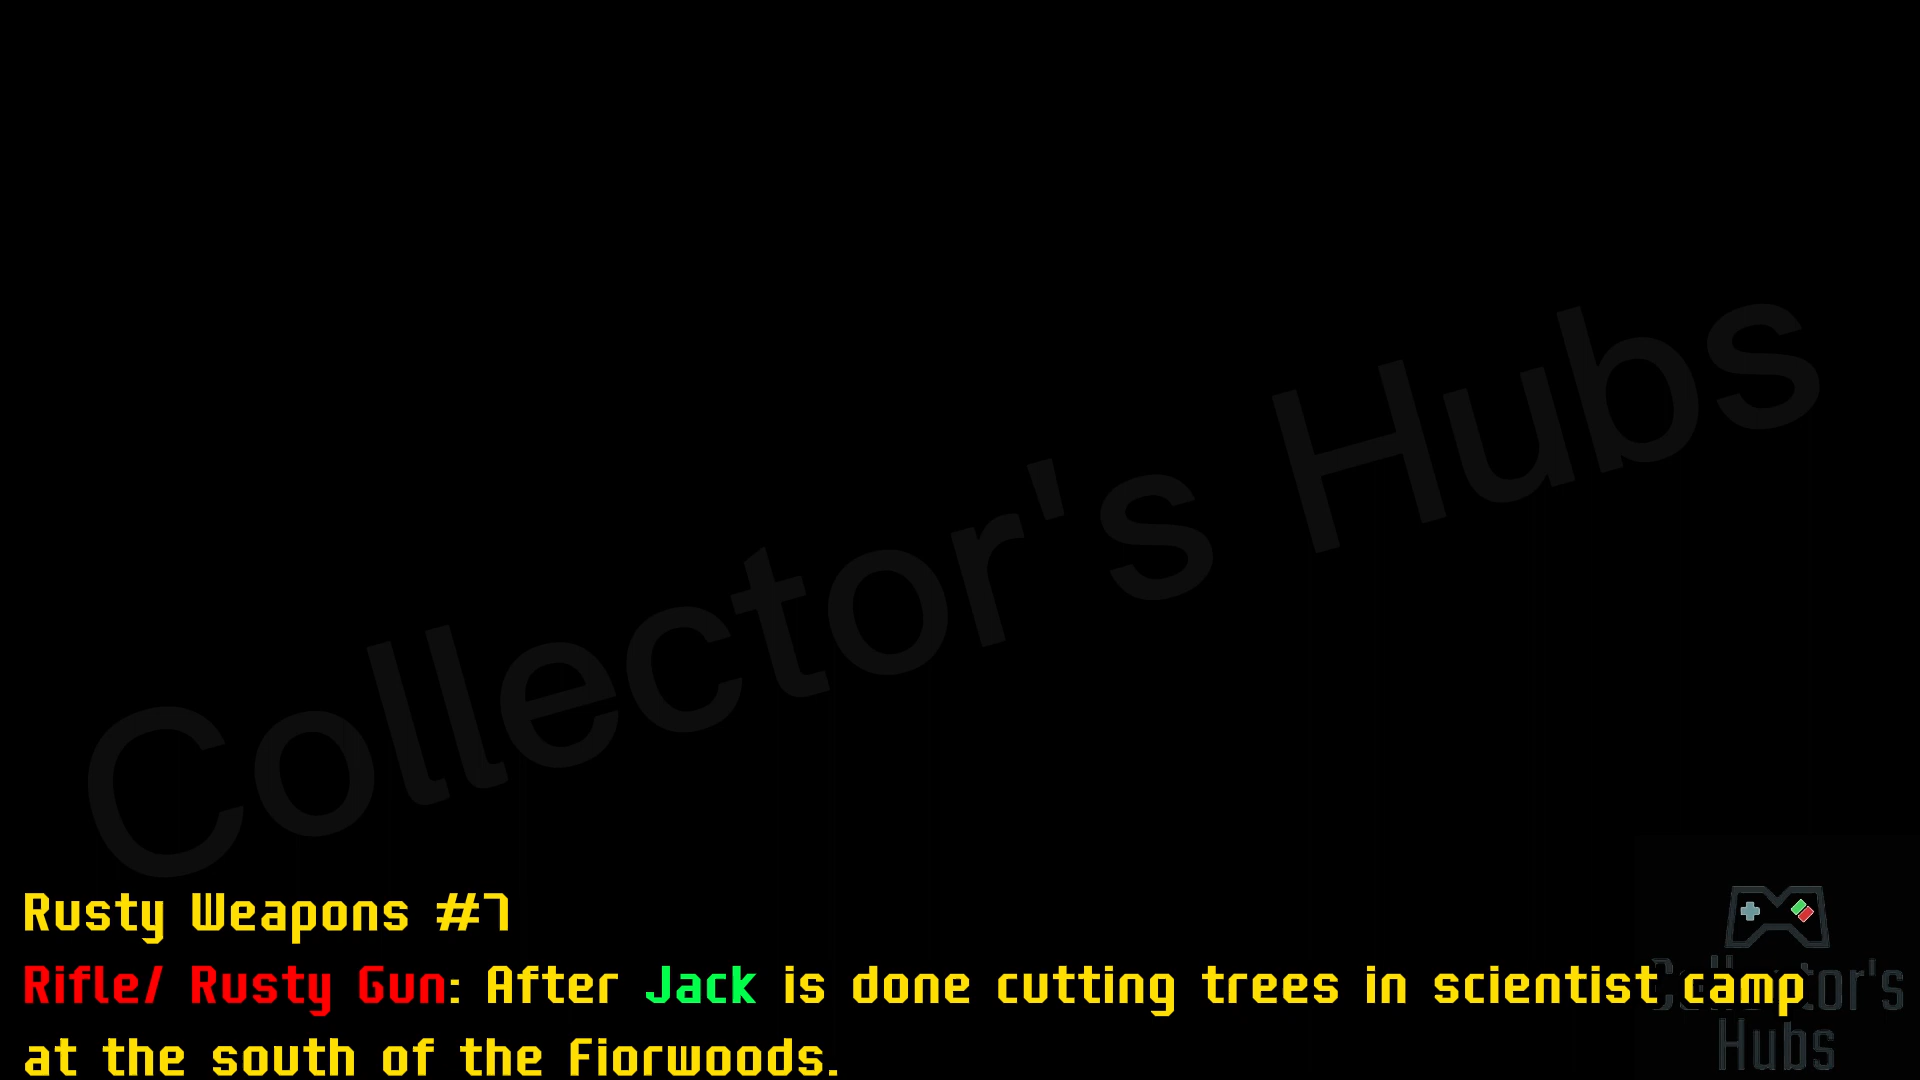 Collector's Hubs
Rusty Weapons #7
Rifle/ Rusty Gun: After Jack is done cutting trees in scientist camp
at the south of the Fiorwoods.
Collector's
Hubs